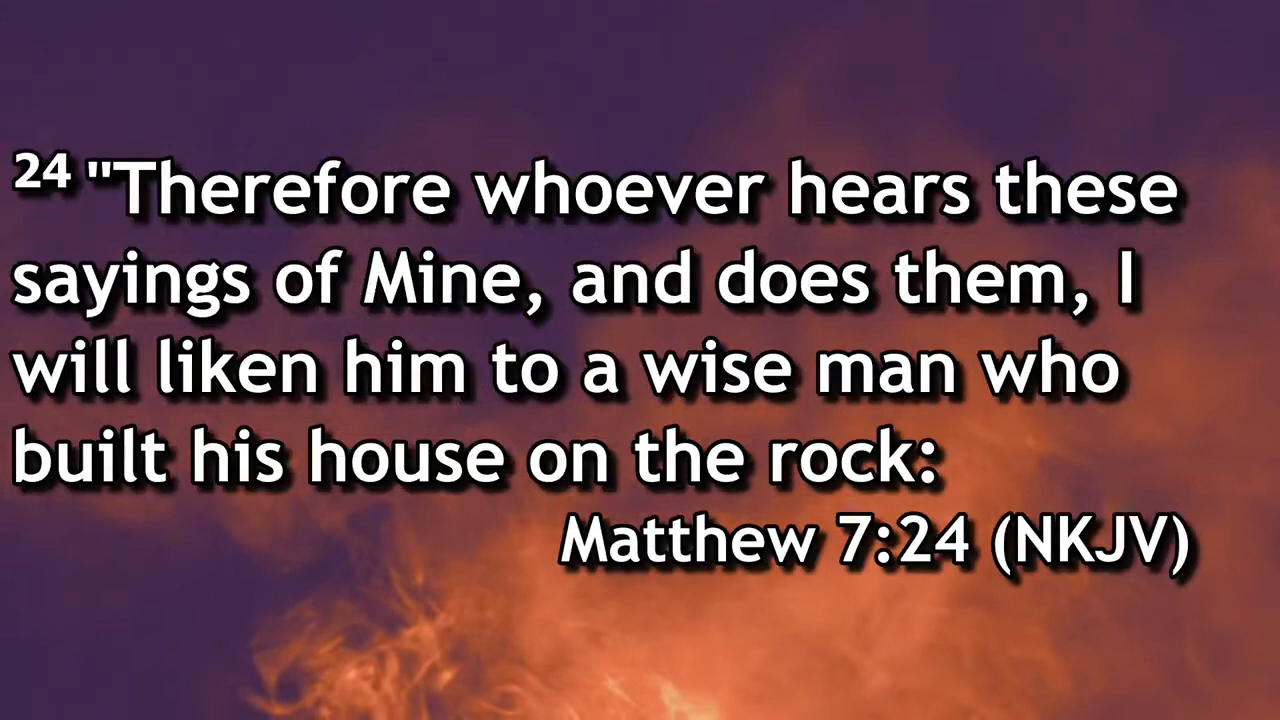 24 "Therefore whoever hears these
sayings of Mine, and does them, I
will liken him to a wise man who
built his house on the rock:
Matthew 7:24 (NKJV)